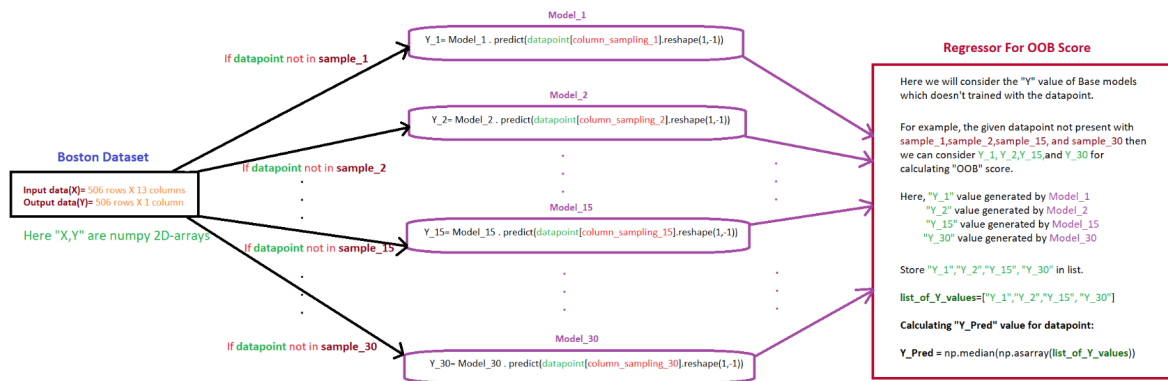 Model_1
Y_1= Model_1 . predict(datapoint[column_sampling_1].reshape(1,-1))
If datapoint not in sample_1
Model_2
Y_2= Model_2 . predict(datapoint[column_sampling_2].reshape(1,-1))
If datapoint not in sample_2
Boston Dataset
Input data(X)= 506 rows X 13 columns
Output data(Y)= 506 rows X 1 column
Here "X,Y" are numpy 2D-arrays
Model_15
Y_15= Model_15 . predict(datapoint[column_sampling_15].reshape(1,-1))
If datapoint not in sample_15
Model_30
Y_30= Model_30 . predict(datapoint[column_sampling_30].reshape(1,-1))
If datapoint not in sample_30
Regressor For OOB Score
Here we will consider the "Y" value of Base models
which doesn't trained with the datapoint.
For example, the given datapoint not present with
sample_1,sample_2,sample_15, and sample_30 then
we can consider Y_1, Y_2,Y_15,and Y_30 for
calculating "OOB" score.
Here, "Y_1" value generated by Model_1
"Y_2" value generated by Model_2
"Y_15" value generated by Model_15
"Y_30" value generated by Model_30
Store "Y_1","Y_2","Y_15", "Y_30" in list.
list_of_Y_values=["Y_1","Y_2","Y_15", "Y_30"]
Calculating "Y_Pred" value for datapoint:
Y_Pred = np.median(np.asarray(list_of_Y_values))